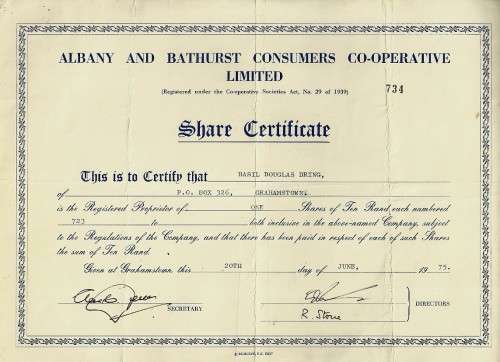 ALBANY AND BATHURST CONSUMERS CO-OPERATIVE
LIMITED
(Registered under the Co-operative Societies Act, No. 29 of 1939)
734
Share Certificate
This is to Certify that BASIL DOUGLAS DRING,
of P.O. BOX 326, GRAHAMSTOWN,
is the Registered Proprietor of ONE Shares of Ten Rand each numbered
723 to both inclusive in the above-named Company, subject
to the Regulations of the Company, and that there has been paid in respect of each of such Shares
the sum of Ten Rand.
Given at Grahamstown, this 20TH day of JUNE, 19 75.
SECRETARY
R. Stone
DIRECTORS